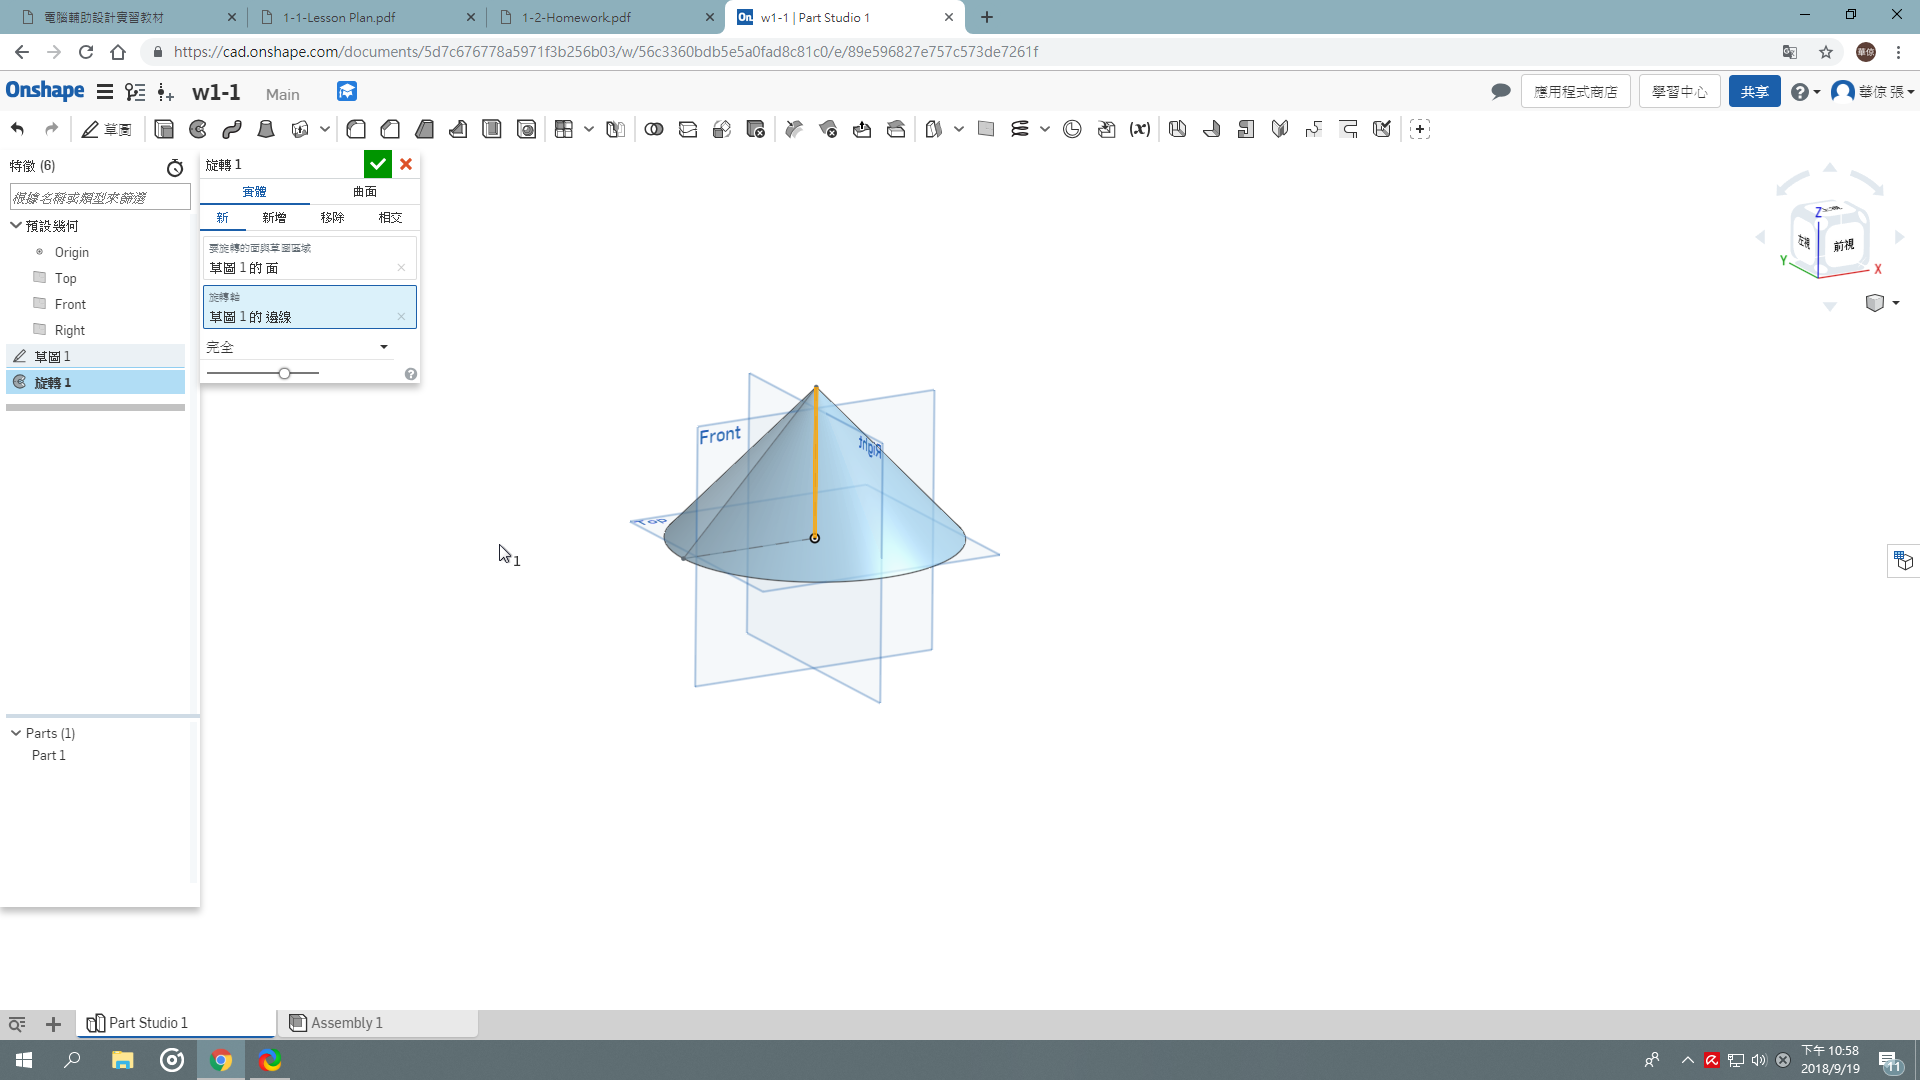 電腦輔助設計實習教材
1-1-Lesson Plan.pdf
1-2-Homework.pdf
On.
w1-1 | Part Studio 1
https://cad.onshape.com/documents/5d7c676778a5971f3b256b03/w/56c3360bdb5e5a0fad8c81c0/e/89e596827e757c573de7261f
華倞
Onshape
w1-1
Main
應用程式商店
學習中心
共享
華倞 張
草圖
(x)
特徵 (6)
根據名稱或類型來篩選
預設幾何
Origin
Top
Front
Right
草圖 1
旋轉 1
旋轉 1
實體
曲面
新
新增
移除
相交
要旋轉的面與草圖區域
草圖 1 的 面
旋轉軸
草圖 1 的 邊線
完全
Front
Right
Top
1
Z
左視
前視
Y
X
Parts (1)
Part 1
Part Studio 1
Assembly 1
下午 10:58
2018/9/19
11